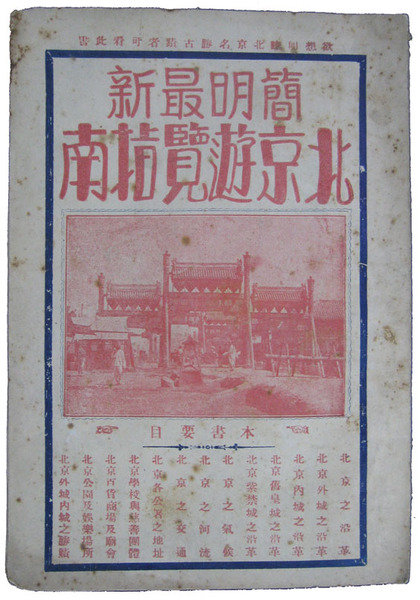 欲想明瞭北京名勝古蹟者可看此書
簡明最新
北京遊覽指南
本書要目
北京之沿革
北京外城之沿革
北京內城之沿革
北京舊皇城之沿革
北京紫禁城之沿革
北京之氣候
北京之河流
北京之交通
北京各公署之地址
北京學校與慈善團體
北京百貨商場及廟會
北京公園及娛樂場所
北京外城內城之勝蹟